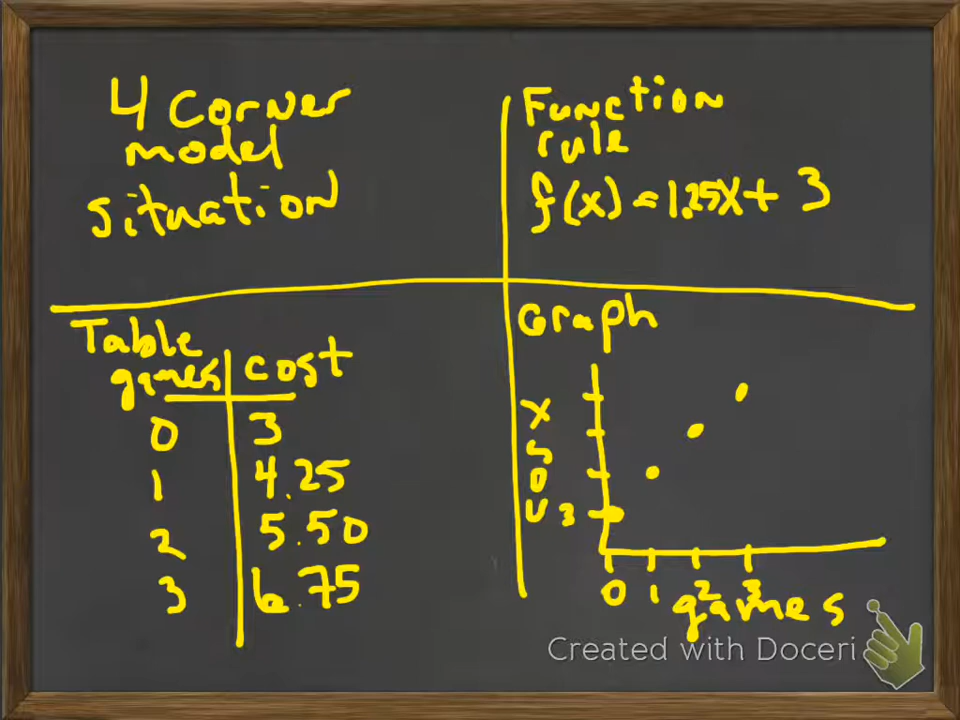 4 Corner
model
situation
Function
rule
f(x) = 1.25x + 3
Table
games cost
0 3
1 4.25
2 5.50
3 6.75
Graph
cost
3
0 1 2 3
games
Created with Doceri